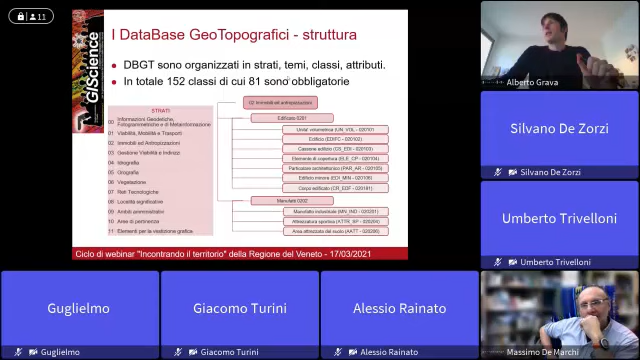 11
GIScience
I DataBase GeoTopografici - struttura
DBGT sono organizzati in strati, temi, classi, attributi.
In totale 152 classi di cui 81 sono obbligatorie
STRATI
00 Informazioni Geodetiche, Fotogrammetriche e di Metainformazione
01 Viabilità, Mobilità e Trasporti
02 Immobili ed Antropizzazioni
03 Gestione Viabilità e Indirizzi
04 Idrografia
05 Orografia
06 Vegetazione
07 Reti Tecnologiche
08 Località significative
09 Ambiti amministrativi
10 Area di pertinenza
11 Elementi per la vestizione grafica
02 Immobili ed antropizzazioni
Edificato 0201
Unita' volumetrica (UN_VOL - 020101
Edificio (EDIFC - 020102)
Cassone edilizio (CS_EDI - 020103)
Elemento di copertura (ELE_CP - 020104)
Particolare architettonico (PAR_AR - 020105)
Edificio minore (EDI_MIN - 020106)
Corpo edificato (CR_EDF - 020181)
Manufatti 0202
Manufatto industriale (MN_IND - 020201)
Attrezzatura sportiva (ATTR_SP - 020204)
Area attrezzata del suolo (AATT - 020206)
Ciclo di webinar "Incontrando il territorio" della Regione del Veneto - 17/03/2021
Alberto Grava
Silvano De Zorzi
Silvano De Zorzi
Umberto Trivelloni
Umberto Trivelloni
Guglielmo
Giacomo Turini
Alessio Rainato
Guglielmo
Giacomo Turini
Alessio Rainato
Massimo De Marchi